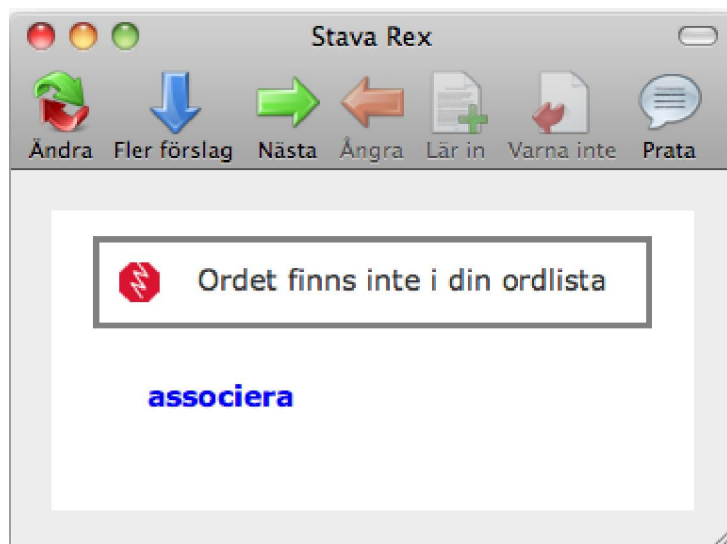 Stava Rex
Ändra Fler förslag Nästa Ångra Lär in Varna inte Prata
Ordet finns inte i din ordlista
associera